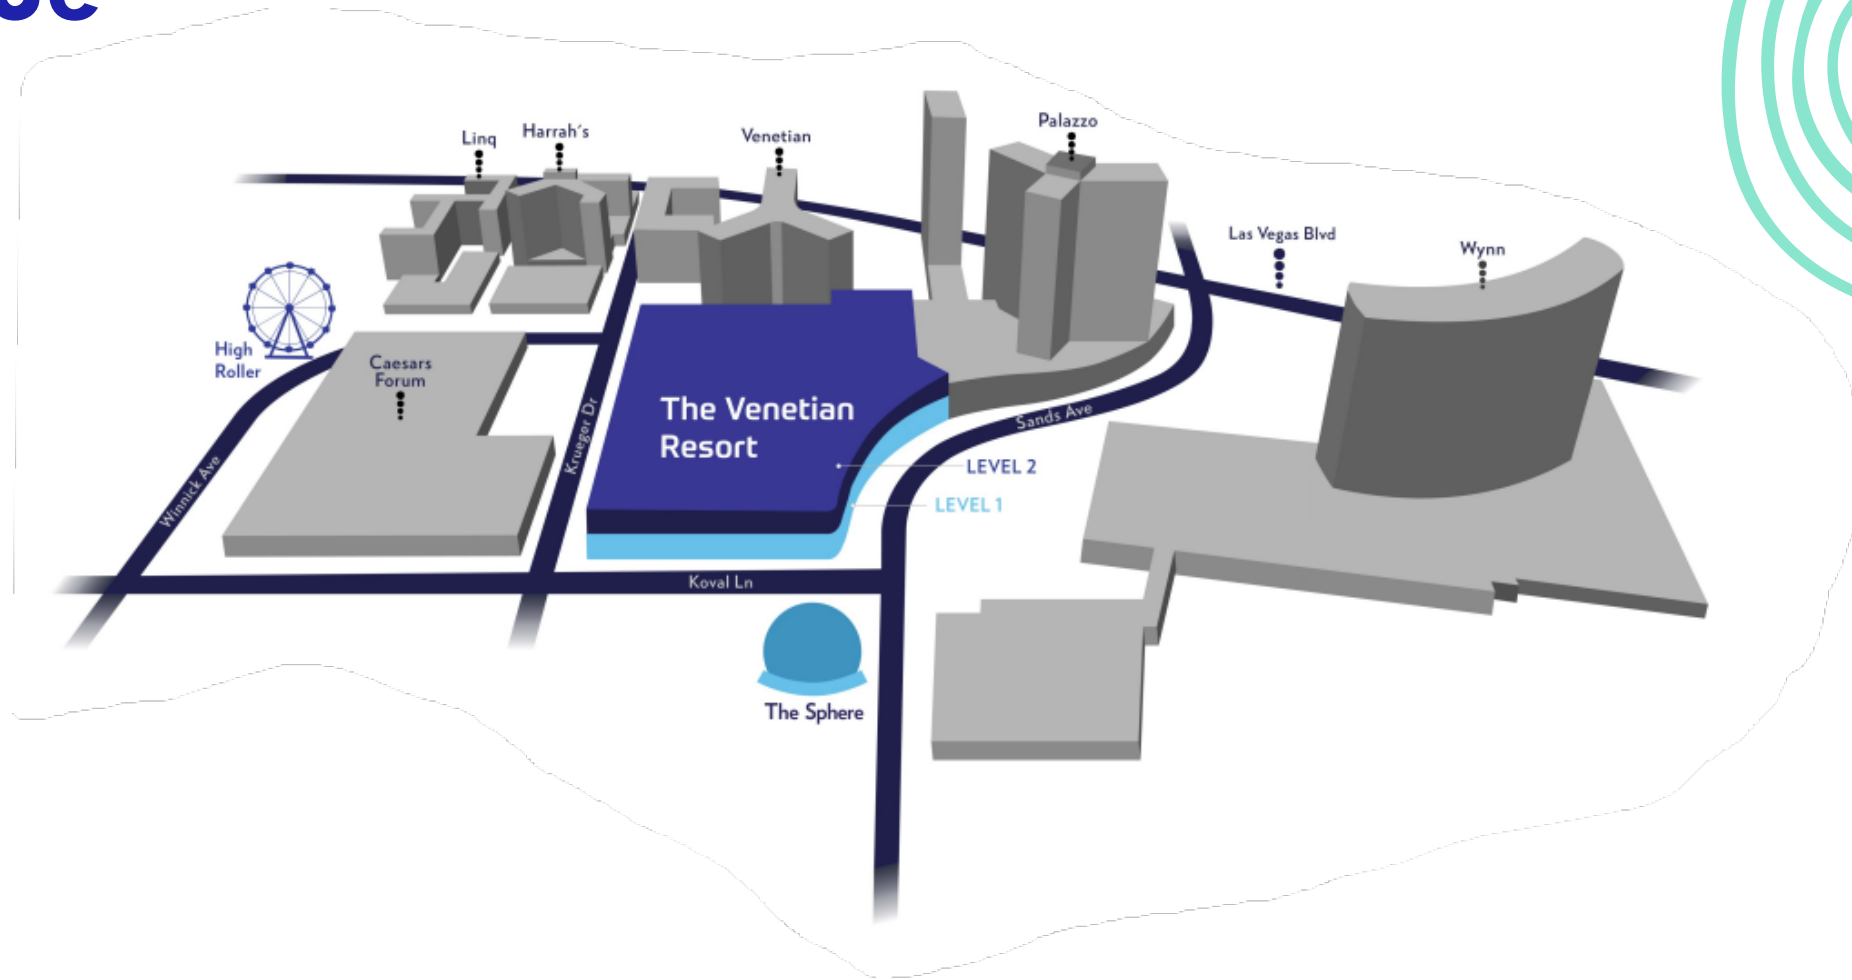 Linq
Harrah's
Venetian
Palazzo
Las Vegas Blvd
Wynn
High
Roller
Caesars
Forum
The Venetian
Resort
Krueger Dr
Sands Ave
Winnick Ave
LEVEL 2
LEVEL 1
Koval Ln
The Sphere